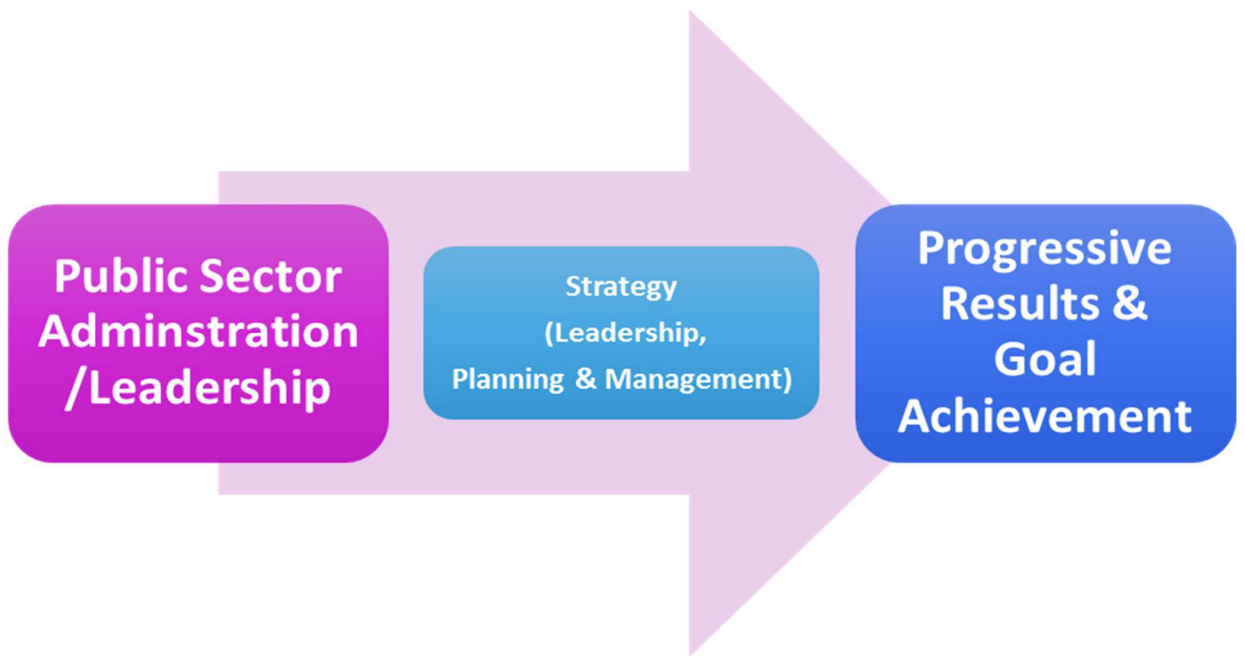 Public Sector
Adminstration
/Leadership
Strategy
(Leadership,
Planning & Management)
Progressive
Results &
Goal
Achievement